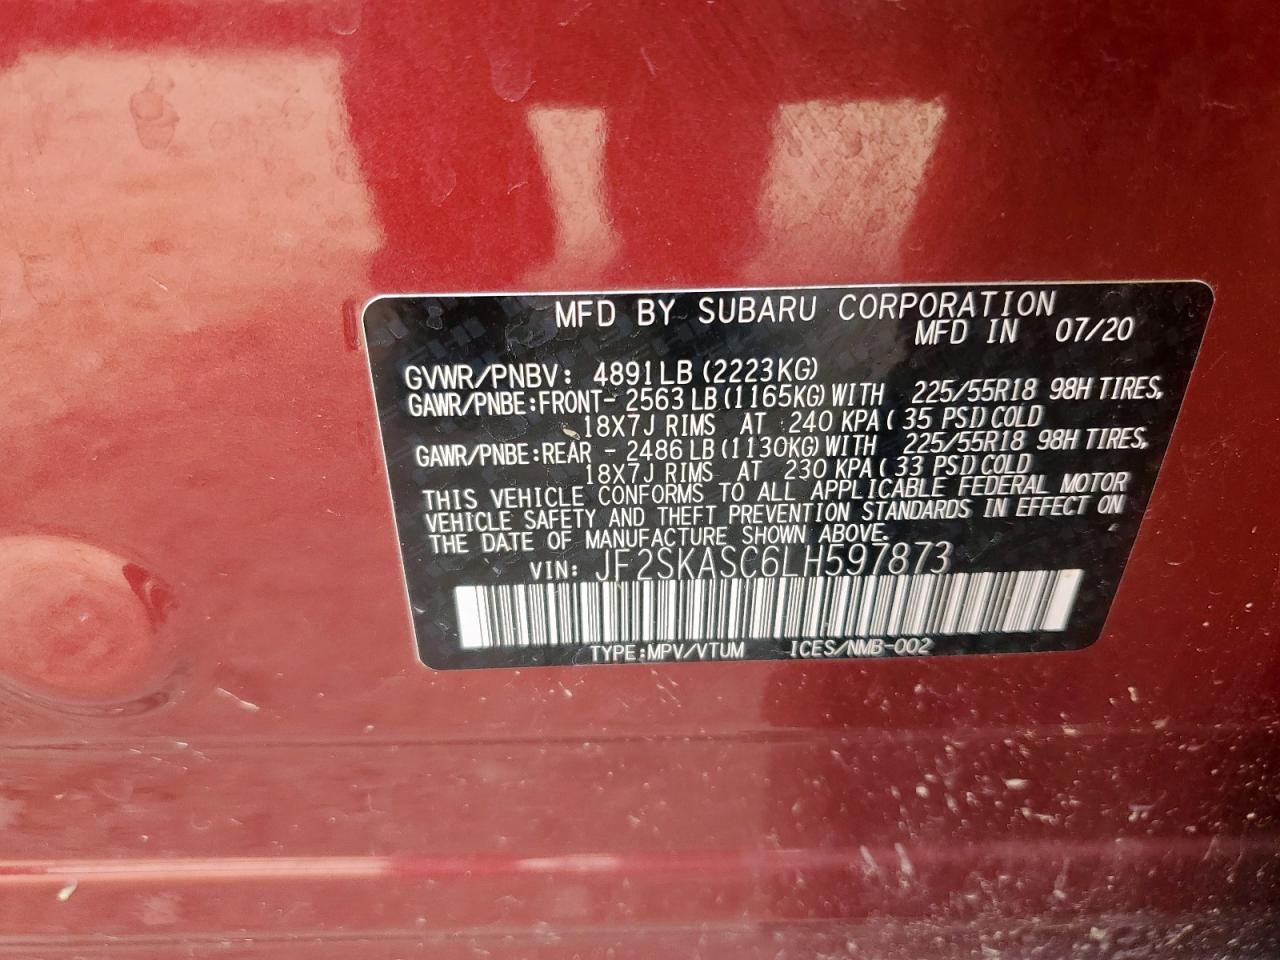 MFD BY SUBARU CORPORATION
MFD IN 07/20
GVWR/PNBV: 4891LB (2223KG)
GAWR/PNBE:FRONT- 2563LB(1165KG)WITH 225/55R18 98H TIRES,
18X7J RIMS AT 240 KPA( 35 PSI)COLD
GAWR/PNBE:REAR - 2486LB(1130KG)WITH 225/55R18 98H TIRES,
18X7J RIMS AT 230 KPA( 33 PSI)COLD
THIS VEHICLE CONFORMS TO ALL APPLICABLE FEDERAL MOTOR
VEHICLE SAFETY AND THEFT PREVENTION STANDARDS IN EFFECT ON
THE DATE OF MANUFACTURE SHOWN ABOVE.
VIN: JF2SKASC6LH597873
TYPE:MPV/VTUM ICES/NMB-002